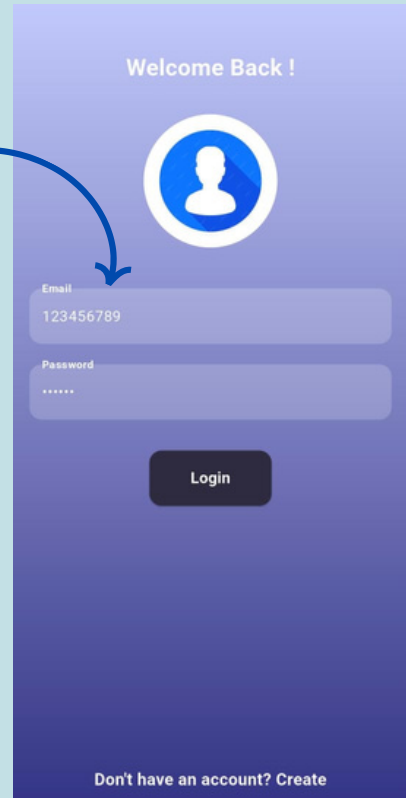 Welcome Back !
Email
123456789
Password
••••••
Login
Don't have an account? Create